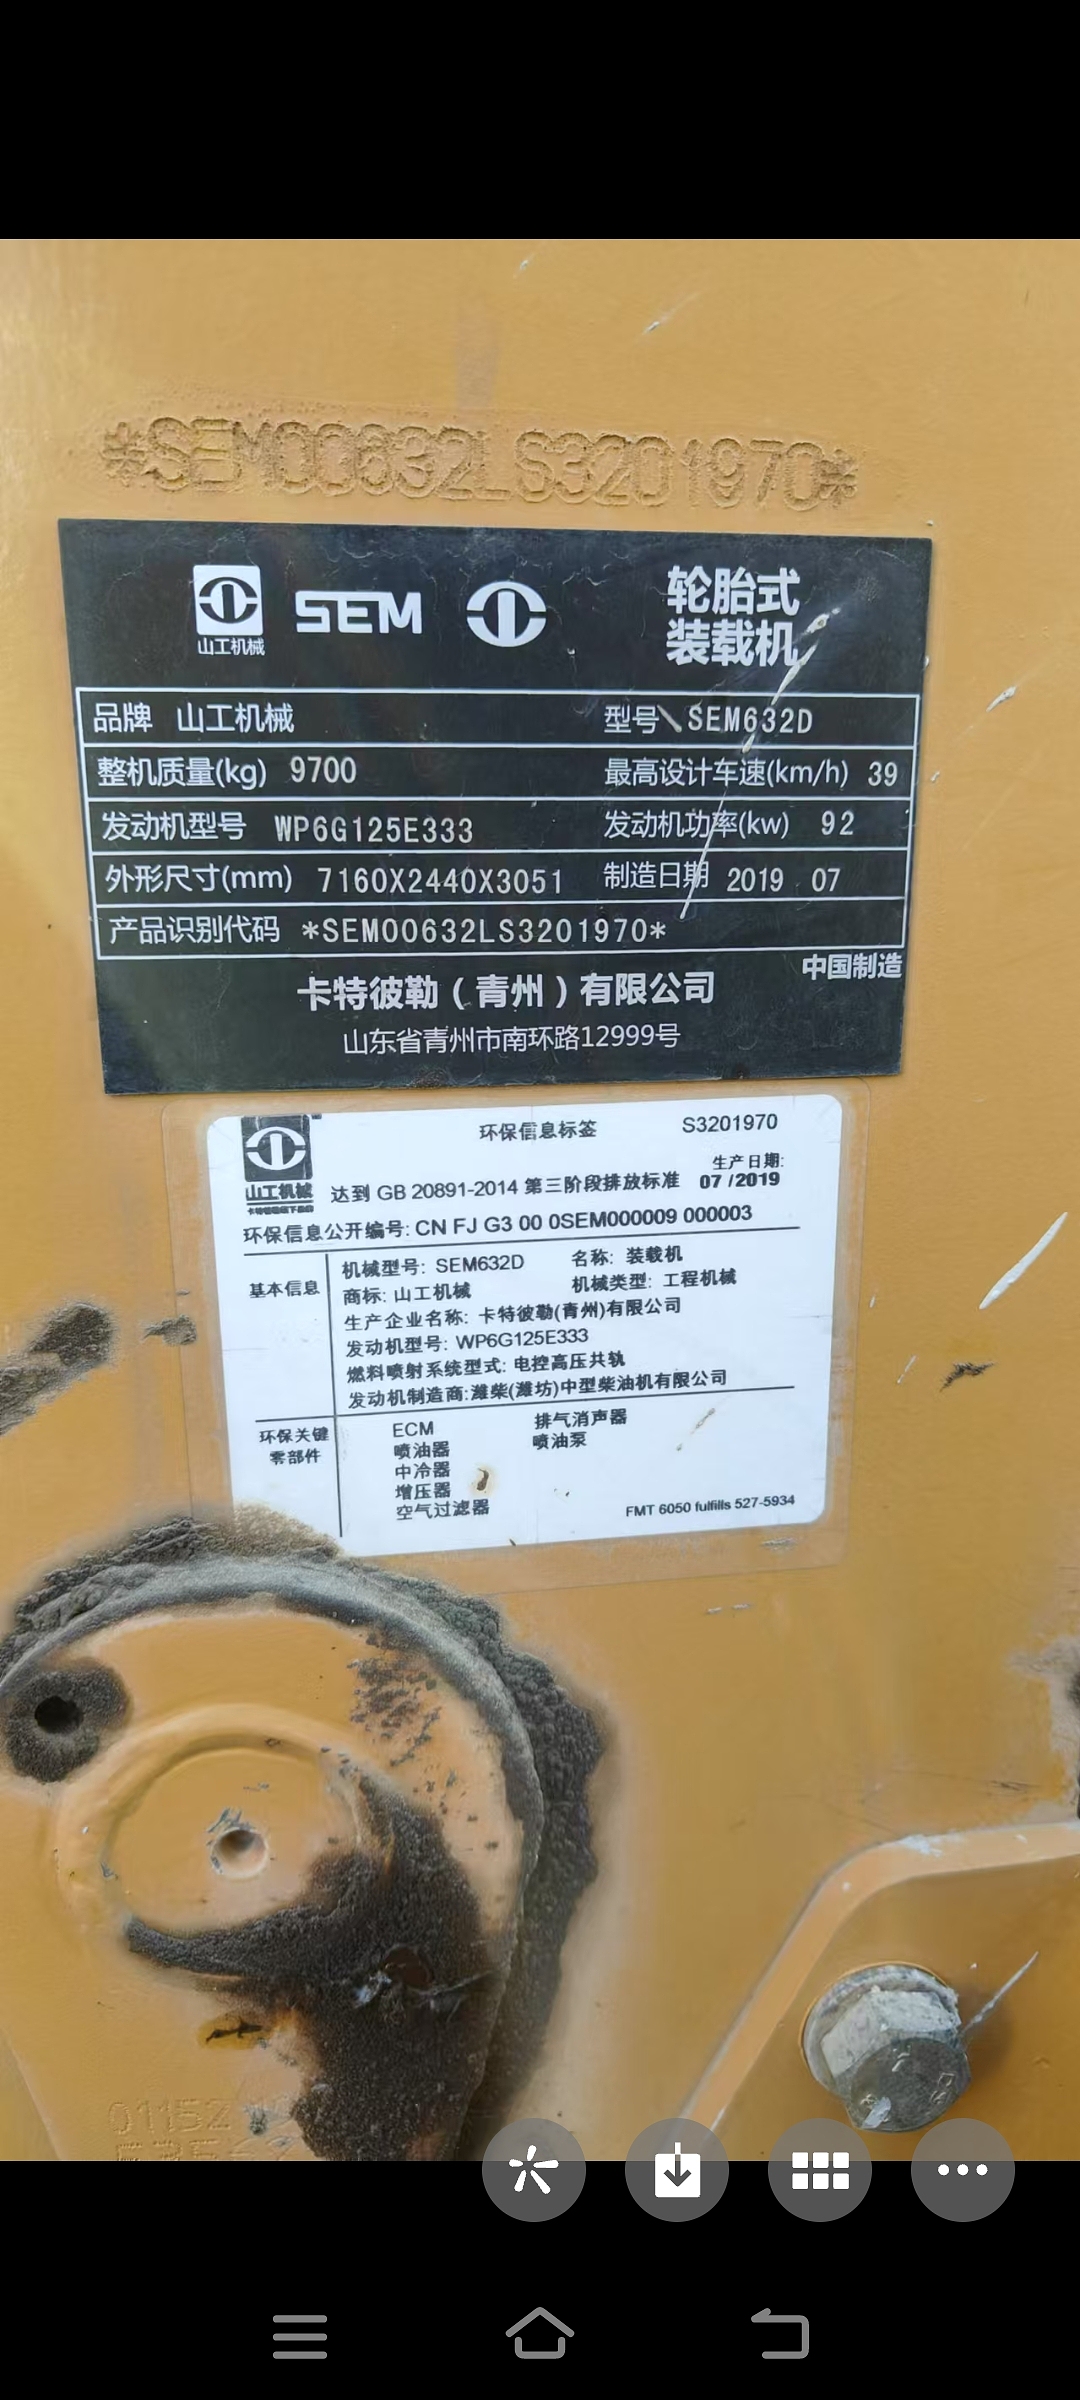 *SEM00632LS3201970*
山工机械 SEM
轮胎式
装载机
品牌 山工机械 型号 SEM632D
整机质量(kg) 9700 最高设计车速(km/h) 39
发动机型号 WP6G125E333 发动机功率(kw) 92
外形尺寸(mm) 7160X2440X3051 制造日期 2019 07
产品识别代码 *SEM00632LS3201970*
中国制造
卡特彼勒(青州)有限公司
山东省青州市南环路12999号
环保信息标签 S3201970
山工机械
生产日期:
达到 GB 20891-2014 第三阶段排放标准 07 /2019
环保信息公开编号: CN FJ G3 00 0SEM000009 000003
基本信息
机械型号: SEM632D 名称: 装载机
商标: 山工机械 机械类型: 工程机械
生产企业名称: 卡特彼勒(青州)有限公司
发动机型号: WP6G125E333
燃料喷射系统型式: 电控高压共轨
发动机制造商:潍柴(潍坊)中型柴油机有限公司
环保关键
零部件
ECM 排气消声器
喷油器 喷油泵
中冷器
增压器
空气过滤器
FMT 6050 fulfills 527-5934
01152